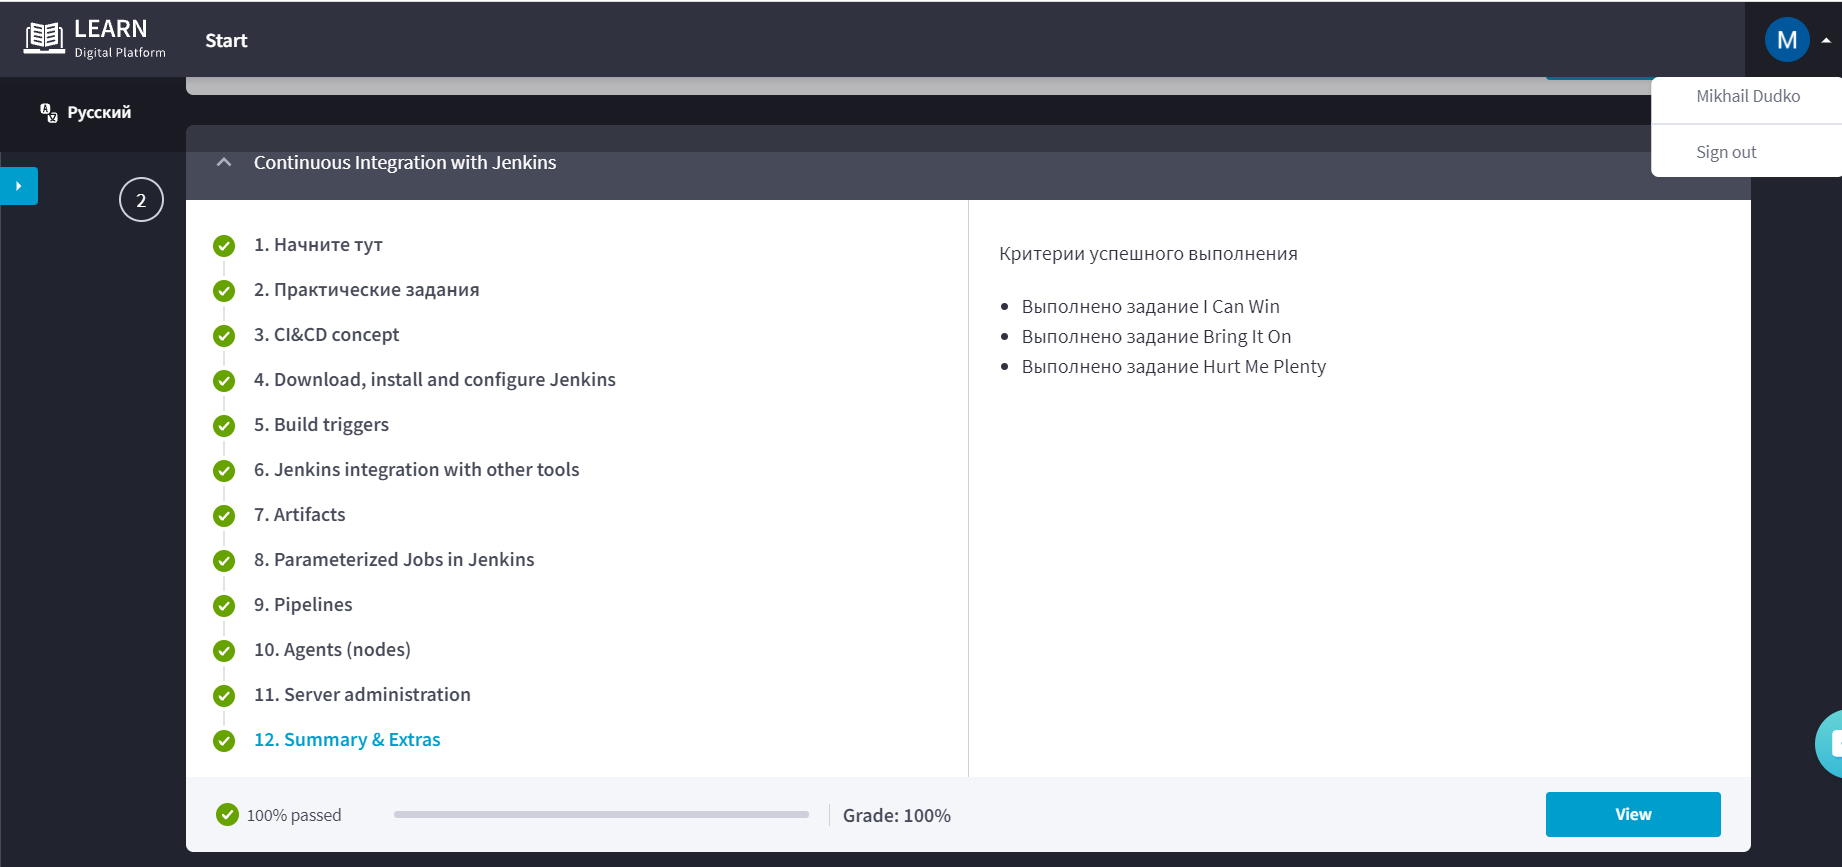 LEARN
Digital Platform
Start
M
Русский
Mikhail Dudko
Sign out
2
Continuous Integration with Jenkins
1. Начните тут
2. Практические задания
3. CI&CD concept
4. Download, install and configure Jenkins
5. Build triggers
6. Jenkins integration with other tools
7. Artifacts
8. Parameterized Jobs in Jenkins
9. Pipelines
10. Agents (nodes)
11. Server administration
12. Summary & Extras
Критерии успешного выполнения
• Выполнено задание I Can Win
• Выполнено задание Bring It On
• Выполнено задание Hurt Me Plenty
100% passed
Grade: 100%
View